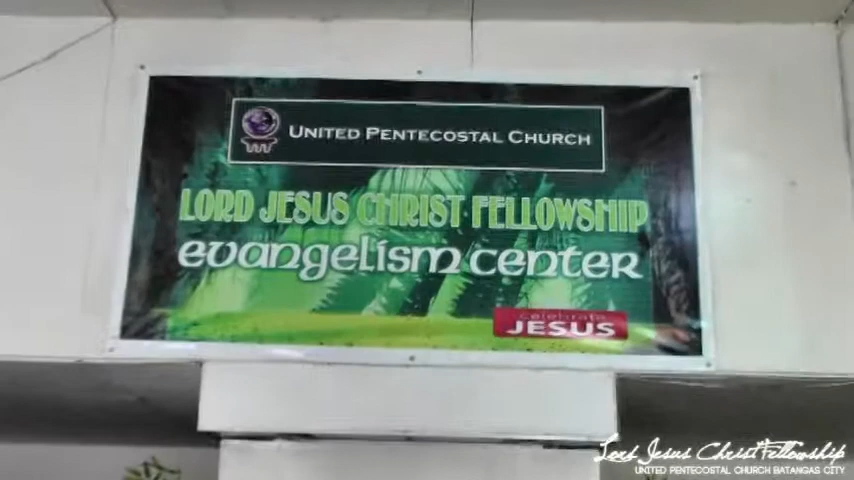 UNITED PENTECOSTAL CHURCH
LORD JESUS CHRIST FELLOWSHIP
evangelism center
celebrate
JESUS
Lord Jesus Christ Fellowship
UNITED PENTECOSTAL CHURCH BATANGAS CITY